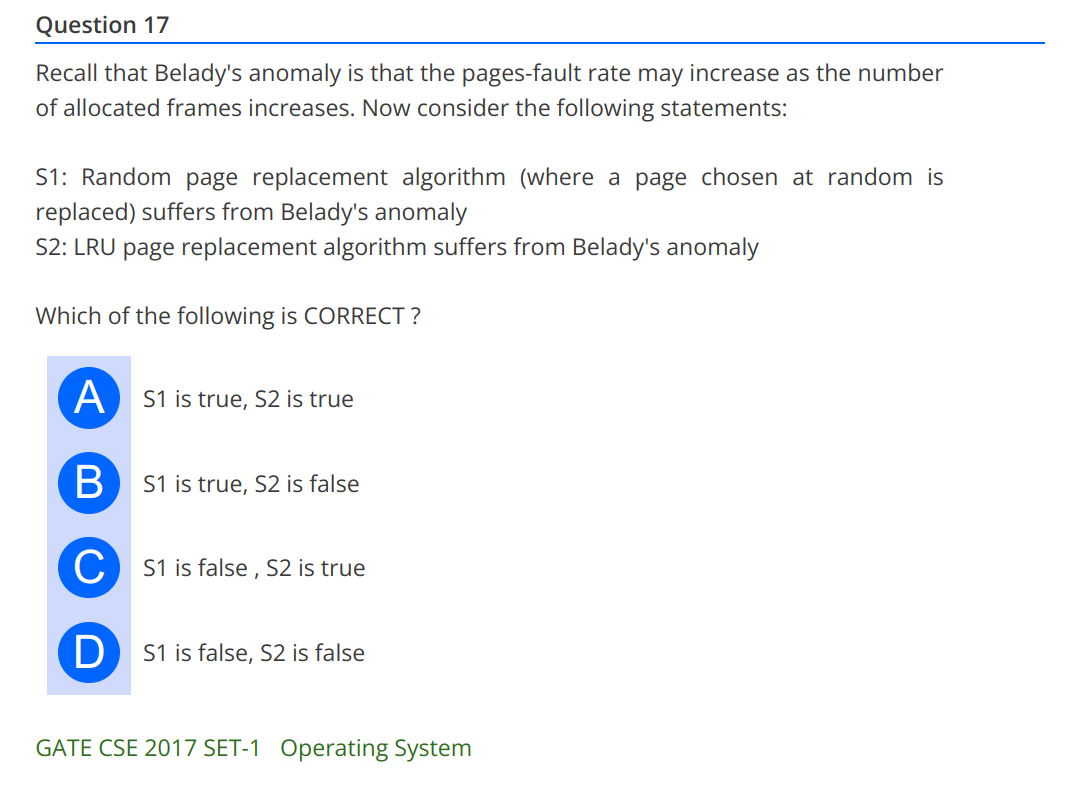 Question 17
Recall that Belady's anomaly is that the pages-fault rate may increase as the number
of allocated frames increases. Now consider the following statements:
S1: Random page replacement algorithm (where a page chosen at random is
replaced) suffers from Belady's anomaly
S2: LRU page replacement algorithm suffers from Belady's anomaly
Which of the following is CORRECT ?
A S1 is true, S2 is true
B S1 is true, S2 is false
C S1 is false , S2 is true
D S1 is false, S2 is false
GATE CSE 2017 SET-1 Operating System